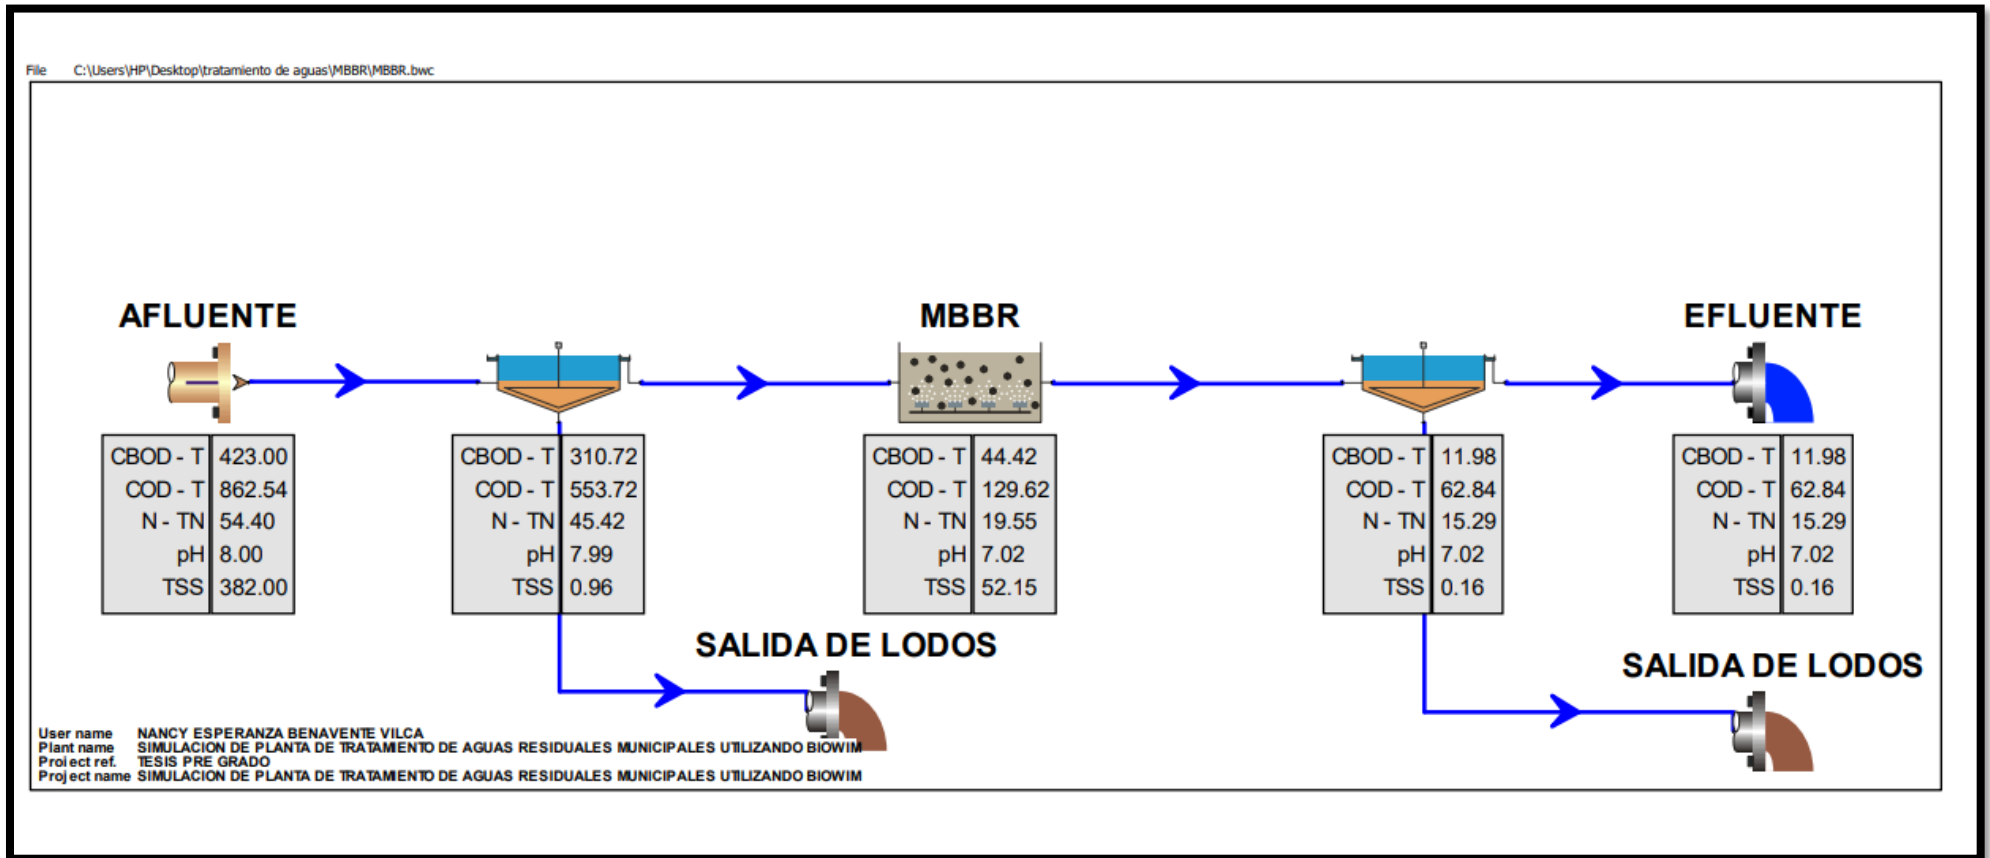 File C:\Users\HP\Desktop\tratamiento de aguas\MBBR\MBBR.bwc
AFLUENTE
MBBR
EFLUENTE
CBOD - T 423.00
COD - T 862.54
N - TN 54.40
pH 8.00
TSS 382.00
CBOD - T 310.72
COD - T 553.72
N - TN 45.42
pH 7.99
TSS 0.96
CBOD - T 44.42
COD - T 129.62
N - TN 19.55
pH 7.02
TSS 52.15
CBOD - T 11.98
COD - T 62.84
N - TN 15.29
pH 7.02
TSS 0.16
CBOD - T 11.98
COD - T 62.84
N - TN 15.29
pH 7.02
TSS 0.16
SALIDA DE LODOS
SALIDA DE LODOS
User name NANCY ESPERANZA BENAVENTE VILCA
Plant name SIMULACION DE PLANTA DE TRATAMIENTO DE AGUAS RESIDUALES MUNICIPALES UTILIZANDO BIOWIM
Project ref. TESIS PRE GRADO
Project name SIMULACION DE PLANTA DE TRATAMIENTO DE AGUAS RESIDUALES MUNICIPALES UTILIZANDO BIOWIM